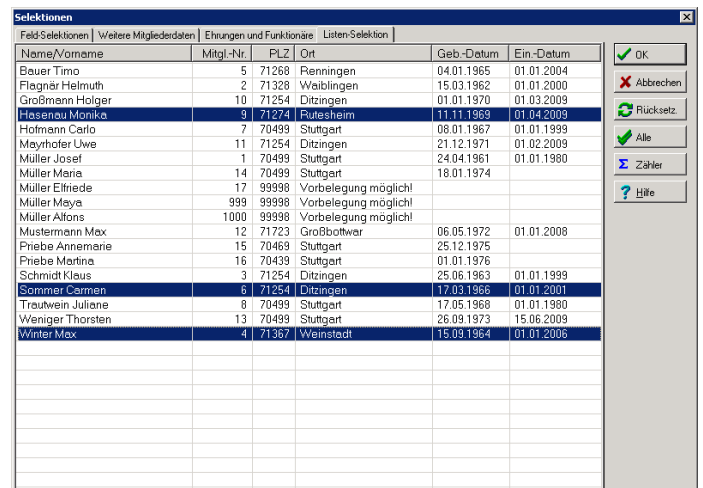 Selektionen
Feld-Selektionen Weitere Mitgliederdaten Ehrungen und Funktionäre Listen-Selektion
Name/Vorname Mitgl.-Nr. PLZ Ort Geb.-Datum Ein.-Datum
Bauer Timo 5 71268 Renningen 04.01.1965 01.01.2004
Flagnär Helmuth 2 71328 Waiblingen 15.03.1962 01.01.2000
Großmann Holger 10 71254 Ditzingen 01.01.1970 01.03.2009
Hasenau Monika 9 71274 Rutesheim 11.11.1969 01.04.2009
Hofmann Carlo 7 70499 Stuttgart 08.01.1967 01.01.1999
Mayrhofer Uwe 11 71254 Ditzingen 21.12.1971 01.02.2009
Müller Josef 1 70499 Stuttgart 24.04.1961 01.01.1980
Müller Maria 14 70499 Stuttgart 18.01.1974
Müller Elfriede 17 99998 Vorbelegung möglich!
Müller Maya 999 99998 Vorbelegung möglich!
Müller Alfons 1000 99998 Vorbelegung möglich!
Mustermann Max 12 71723 Großbottwar 06.05.1972 01.01.2008
Priebe Annemarie 15 70469 Stuttgart 25.12.1975
Priebe Martina 16 70439 Stuttgart 01.01.1976
Schmidt Klaus 3 71254 Ditzingen 25.06.1963 01.01.1999
Sommer Carmen 6 71254 Ditzingen 17.03.1966 01.01.2001
Trautwein Juliane 8 70499 Stuttgart 17.05.1968 01.01.1980
Weniger Thorsten 13 70499 Stuttgart 26.09.1973 15.06.2009
Winter Max 4 71367 Weinstadt 15.09.1964 01.01.2006
OK
Abbrechen
Rücksetz.
Alle
Σ Zähler
? Hilfe